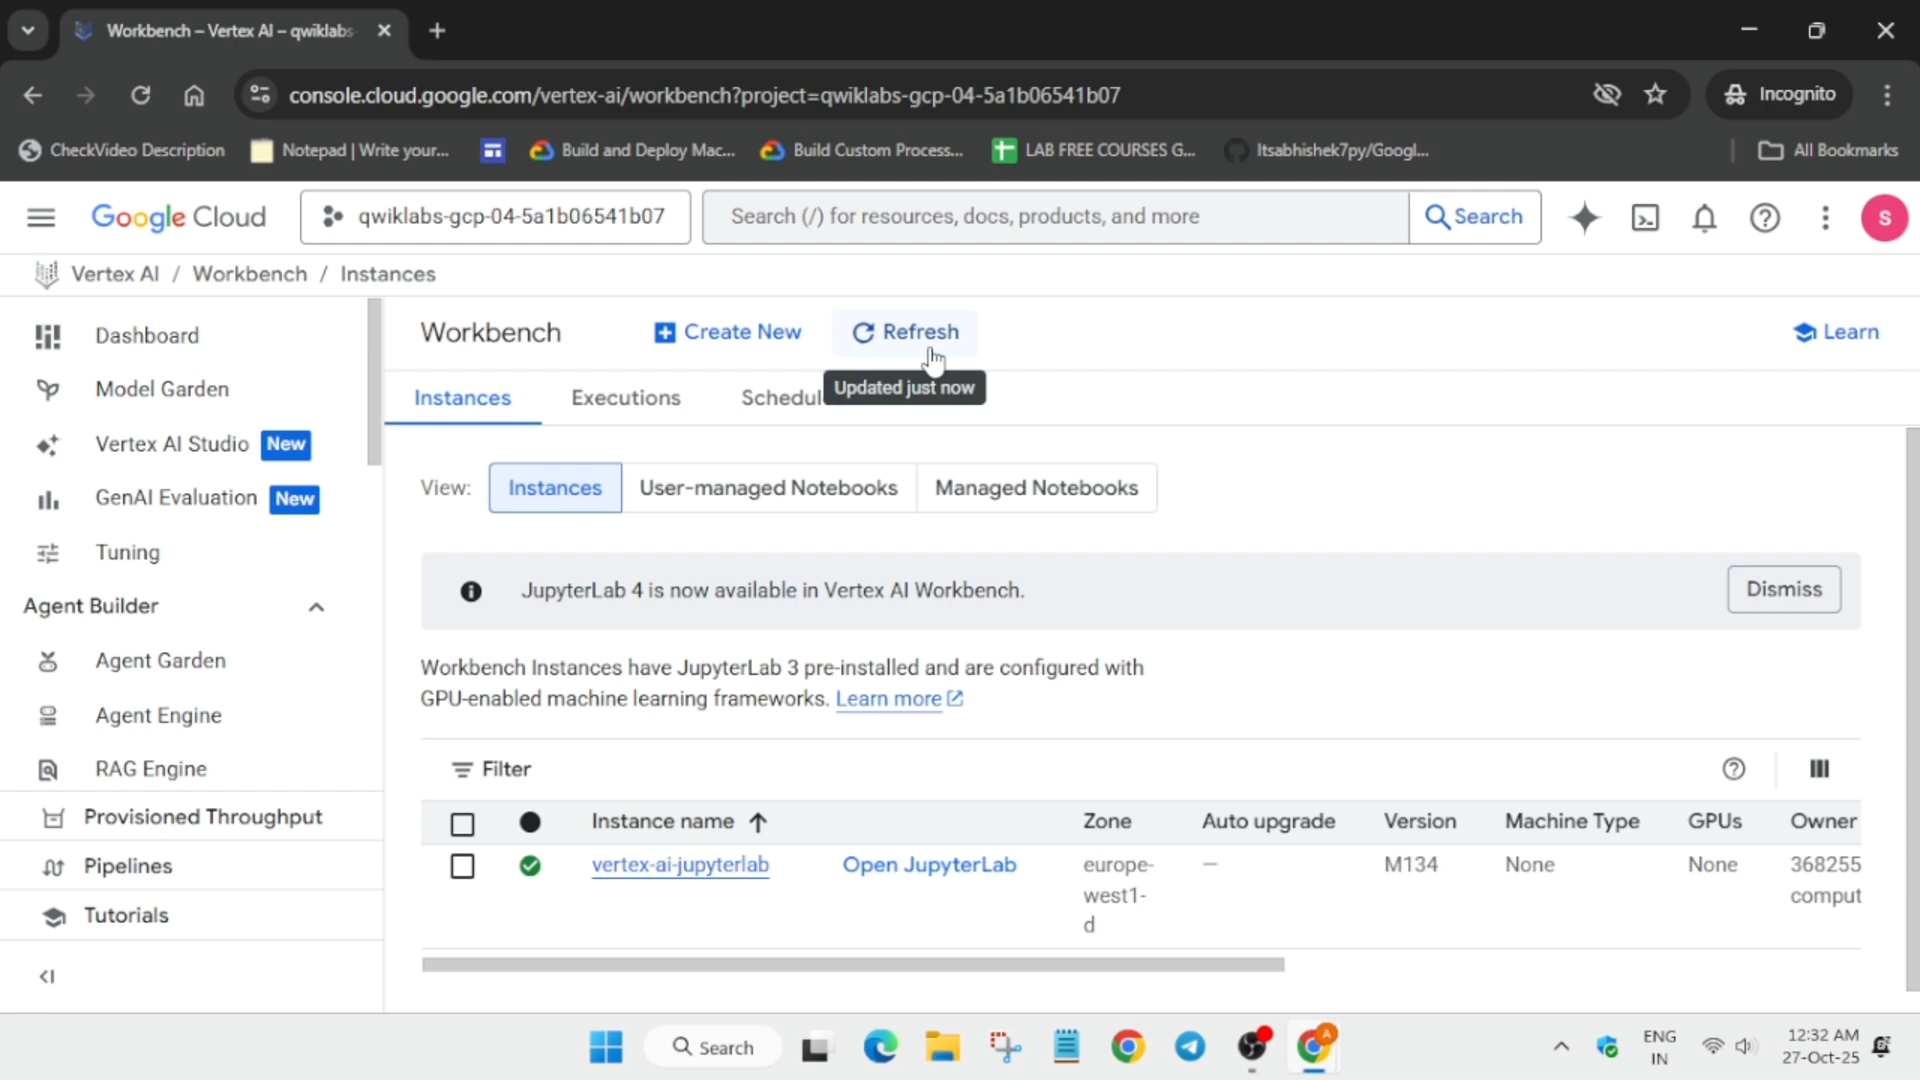 Workbench – Vertex AI – qwiklabs-
console.cloud.google.com/vertex-ai/workbench?project=qwiklabs-gcp-04-5a1b06541b07
Incognito
CheckVideo Description
Notepad | Write your...
Build and Deploy Mac...
Build Custom Process...
LAB FREE COURSES G...
Itsabhishek7py/Googl...
All Bookmarks
Google Cloud
qwiklabs-gcp-04-5a1b06541b07
Search (/) for resources, docs, products, and more
Search
S
Vertex AI / Workbench / Instances
Dashboard
Model Garden
Vertex AI Studio New
GenAI Evaluation New
Tuning
Agent Builder
Agent Garden
Agent Engine
RAG Engine
Provisioned Throughput
Pipelines
Tutorials
Workbench
Create New
Refresh
Learn
Updated just now
Instances
Executions
Schedul
View:
Instances
User-managed Notebooks
Managed Notebooks
JupyterLab 4 is now available in Vertex AI Workbench.
Dismiss
Workbench Instances have JupyterLab 3 pre-installed and are configured with
GPU-enabled machine learning frameworks. Learn more
Filter
Instance name Zone Auto upgrade Version Machine Type GPUs Owner
vertex-ai-jupyterlab Open JupyterLab europe- — M134 None None 368255
west1- comput
d
Search
A
ENG
IN
12:32 AM
27-Oct-25